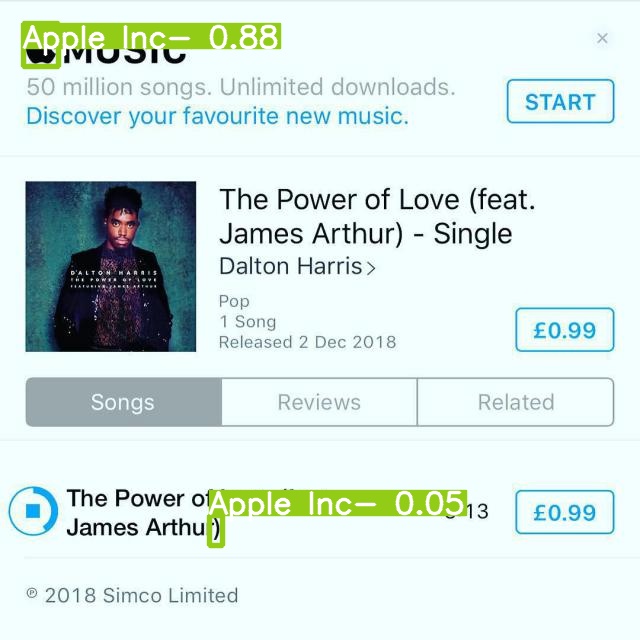 Apple Inc– 0.88
MUSIC
50 million songs. Unlimited downloads.
Discover your favourite new music.
START
The Power of Love (feat.
James Arthur) - Single
Dalton Harris
DALTON HARRIS
THE POWER OF LOVE
FEATURING JAMES ARTHUR
Pop
1 Song
Released 2 Dec 2018
£0.99
Songs
Reviews
Related
The Power of
Apple Inc– 0.05
13
James Arthur)
£0.99
℗ 2018 Simco Limited